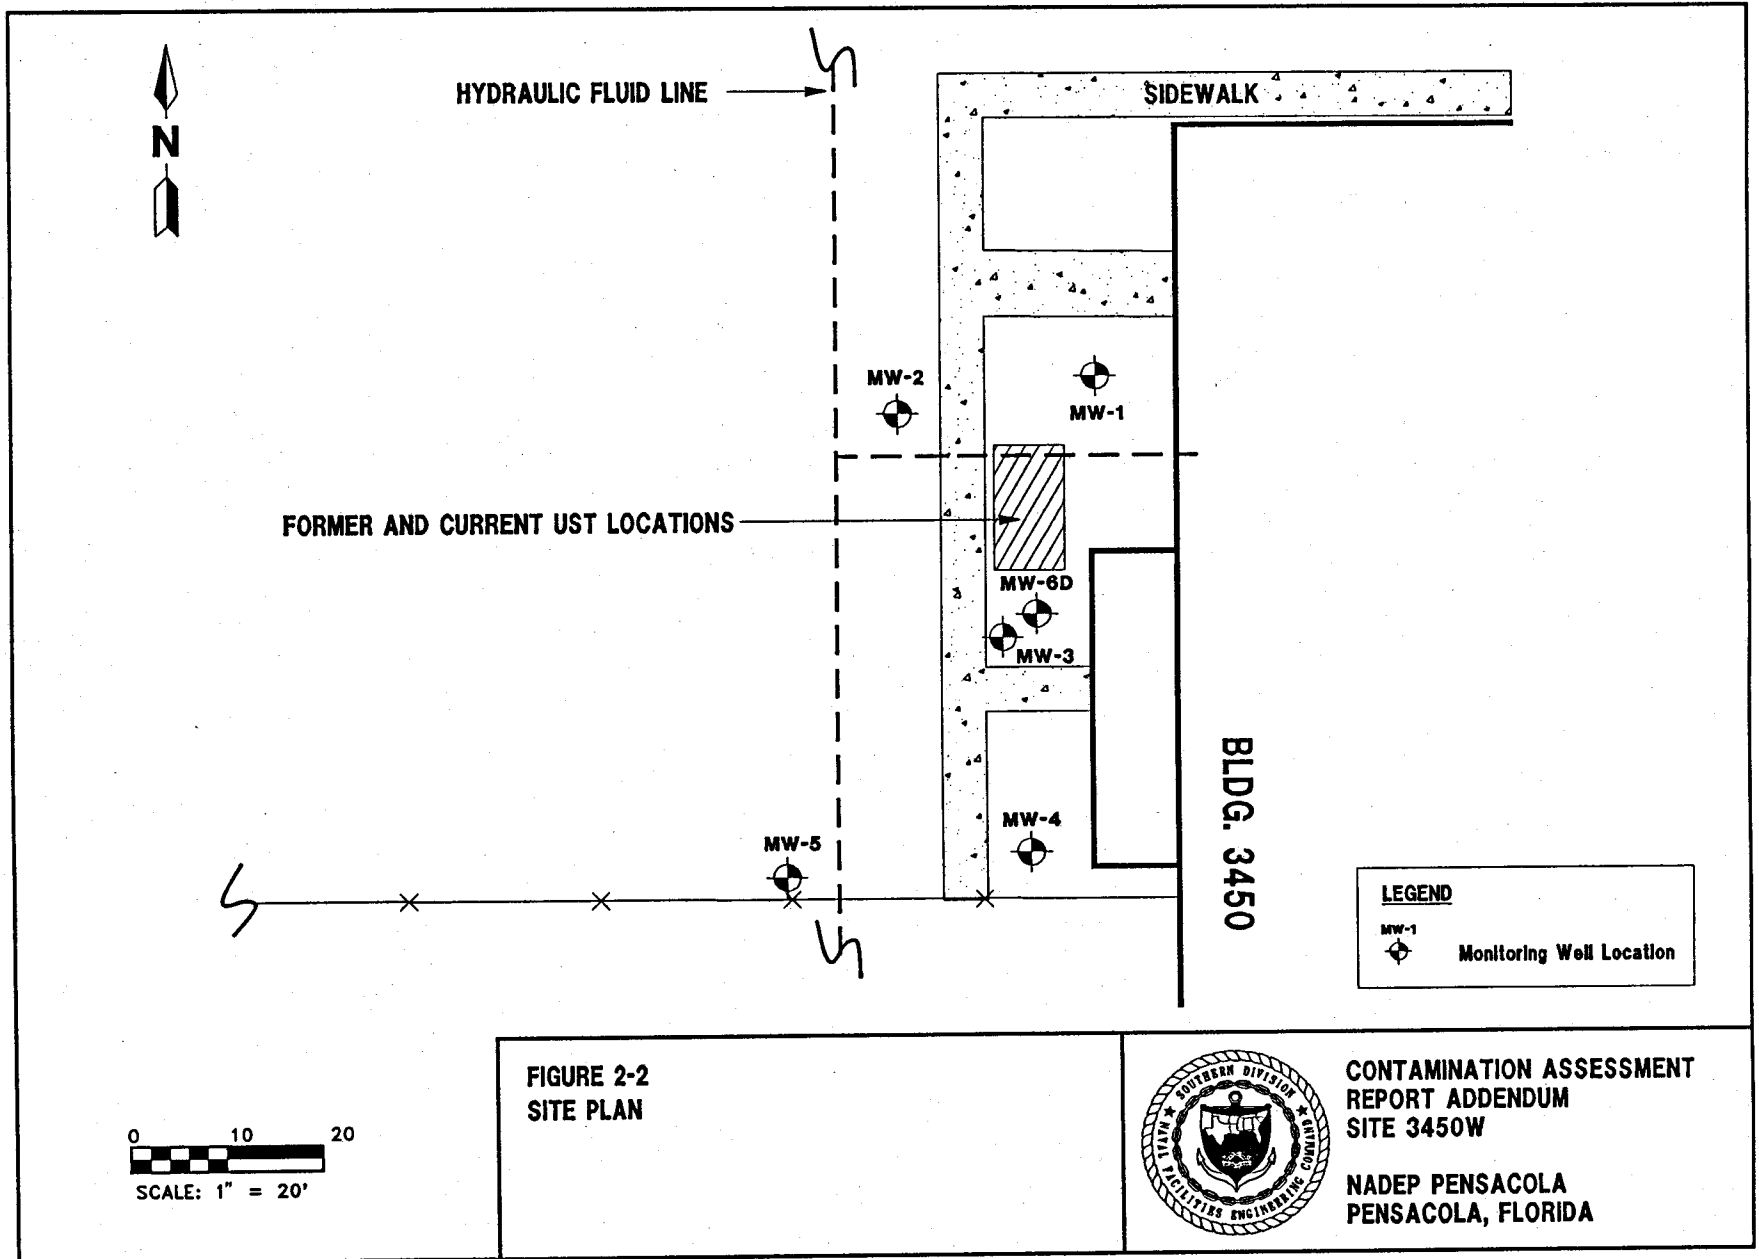 N
HYDRAULIC FLUID LINE
SIDEWALK
MW-2
MW-1
FORMER AND CURRENT UST LOCATIONS
MW-6D
MW-3
MW-4
MW-5
BLDG. 3450
LEGEND
MW-1
Monitoring Well Location
0 10 20
SCALE: 1" = 20'
FIGURE 2-2
SITE PLAN
SOUTHERN DIVISION
NAVAL FACILITIES ENGINEERING COMMAND
CONTAMINATION ASSESSMENT
REPORT ADDENDUM
SITE 3450W
NADEP PENSACOLA
PENSACOLA, FLORIDA